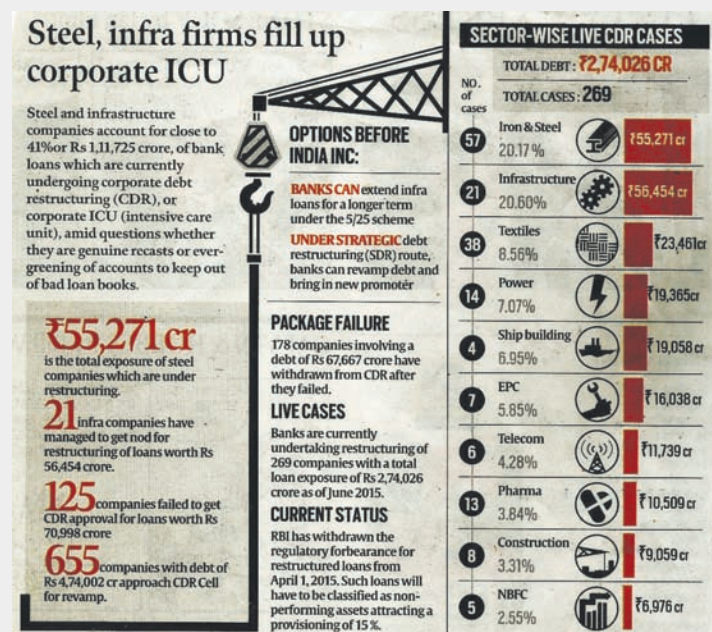 Steel, infra firms fill up
corporate ICU
Steel and infrastructure
companies account for close to
41%or Rs 1,11,725 crore, of bank
loans which are currently
undergoing corporate debt
restructuring (CDR), or
corporate ICU (intensive care
unit), amid questions whether
they are genuine recasts or ever-
greening of accounts to keep out
of bad loan books.
₹55,271 cr
is the total exposure of steel
companies which are under
restructuring.
21 infra companies have
managed to get nod for
restructuring of loans worth Rs
56,454 crore.
125 companies failed to get
CDR approval for loans worth Rs
70,998 crore
655 companies with debt of
Rs 4,74,002 cr approach CDR Cell
for revamp.
OPTIONS BEFORE
INDIA INC:
BANKS CAN extend infra
loans for a longer term
under the 5/25 scheme
UNDER STRATEGIC debt
restructuring (SDR) route,
banks can revamp debt and
bring in new promoter
PACKAGE FAILURE
178 companies involving a
debt of Rs 67,667 crore have
withdrawn from CDR after
they failed.
LIVE CASES
Banks are currently
undertaking restructuring of
269 companies with a total
loan exposure of Rs 2,74,026
crore as of June 2015.
CURRENT STATUS
RBI has withdrawn the
regulatory forbearance for
restructured loans from
April 1, 2015. Such loans will
have to be classified as non-
performing assets attracting a
provisioning of 15 %.
SECTOR-WISE LIVE CDR CASES
TOTAL DEBT: ₹2,74,026 CR
TOTAL CASES: 269
NO.
of
cases
57 Iron & Steel 20.17 % ₹55,271 cr
21 Infrastructure 20.60% ₹56,454 cr
38 Textiles 8.56% ₹23,461cr
14 Power 7.07% ₹19,365cr
4 Ship building 6.95% ₹19,058 cr
7 EPC 5.85% ₹16,038 cr
6 Telecom 4.28% ₹11,739 cr
13 Pharma 3.84% ₹10,509 cr
8 Construction 3.31% ₹9,059 cr
5 NBFC 2.55% ₹6,976 cr